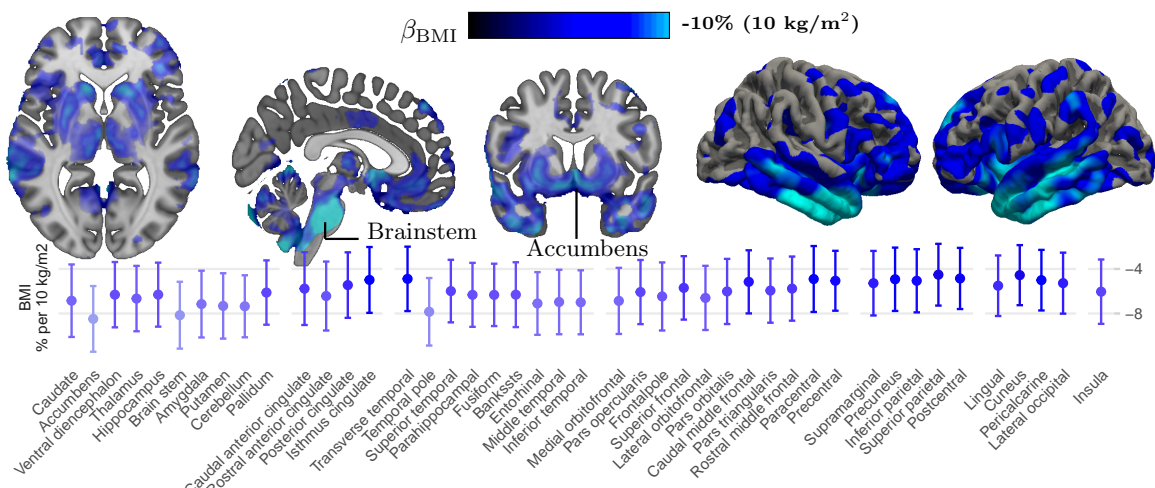 β_BMI
-10% (10 kg/m²)
Brainstem
Accumbens
BMI
% per 10 kg/m2
−4
−8
Caudate
Accumbens
Ventral diencephalon
Thalamus
Hippocampus
Brain stem
Amygdala
Putamen
Cerebellum
Pallidum
Caudal anterior cingulate
Rostral anterior cingulate
Posterior cingulate
Isthmus cingulate
Transverse temporal
Temporal pole
Superior temporal
Parahippocampal
Fusiform
Bankssts
Entorhinal
Middle temporal
Inferior temporal
Medial orbitofrontal
Pars opercularis
Frontalpole
Superior frontal
Lateral orbitofrontal
Pars orbitalis
Caudal middle frontal
Pars triangularis
Rostral middle frontal
Paracentral
Precentral
Supramarginal
Precuneus
Inferior parietal
Superior parietal
Postcentral
Lingual
Cuneus
Pericalcarine
Lateral occipital
Insula